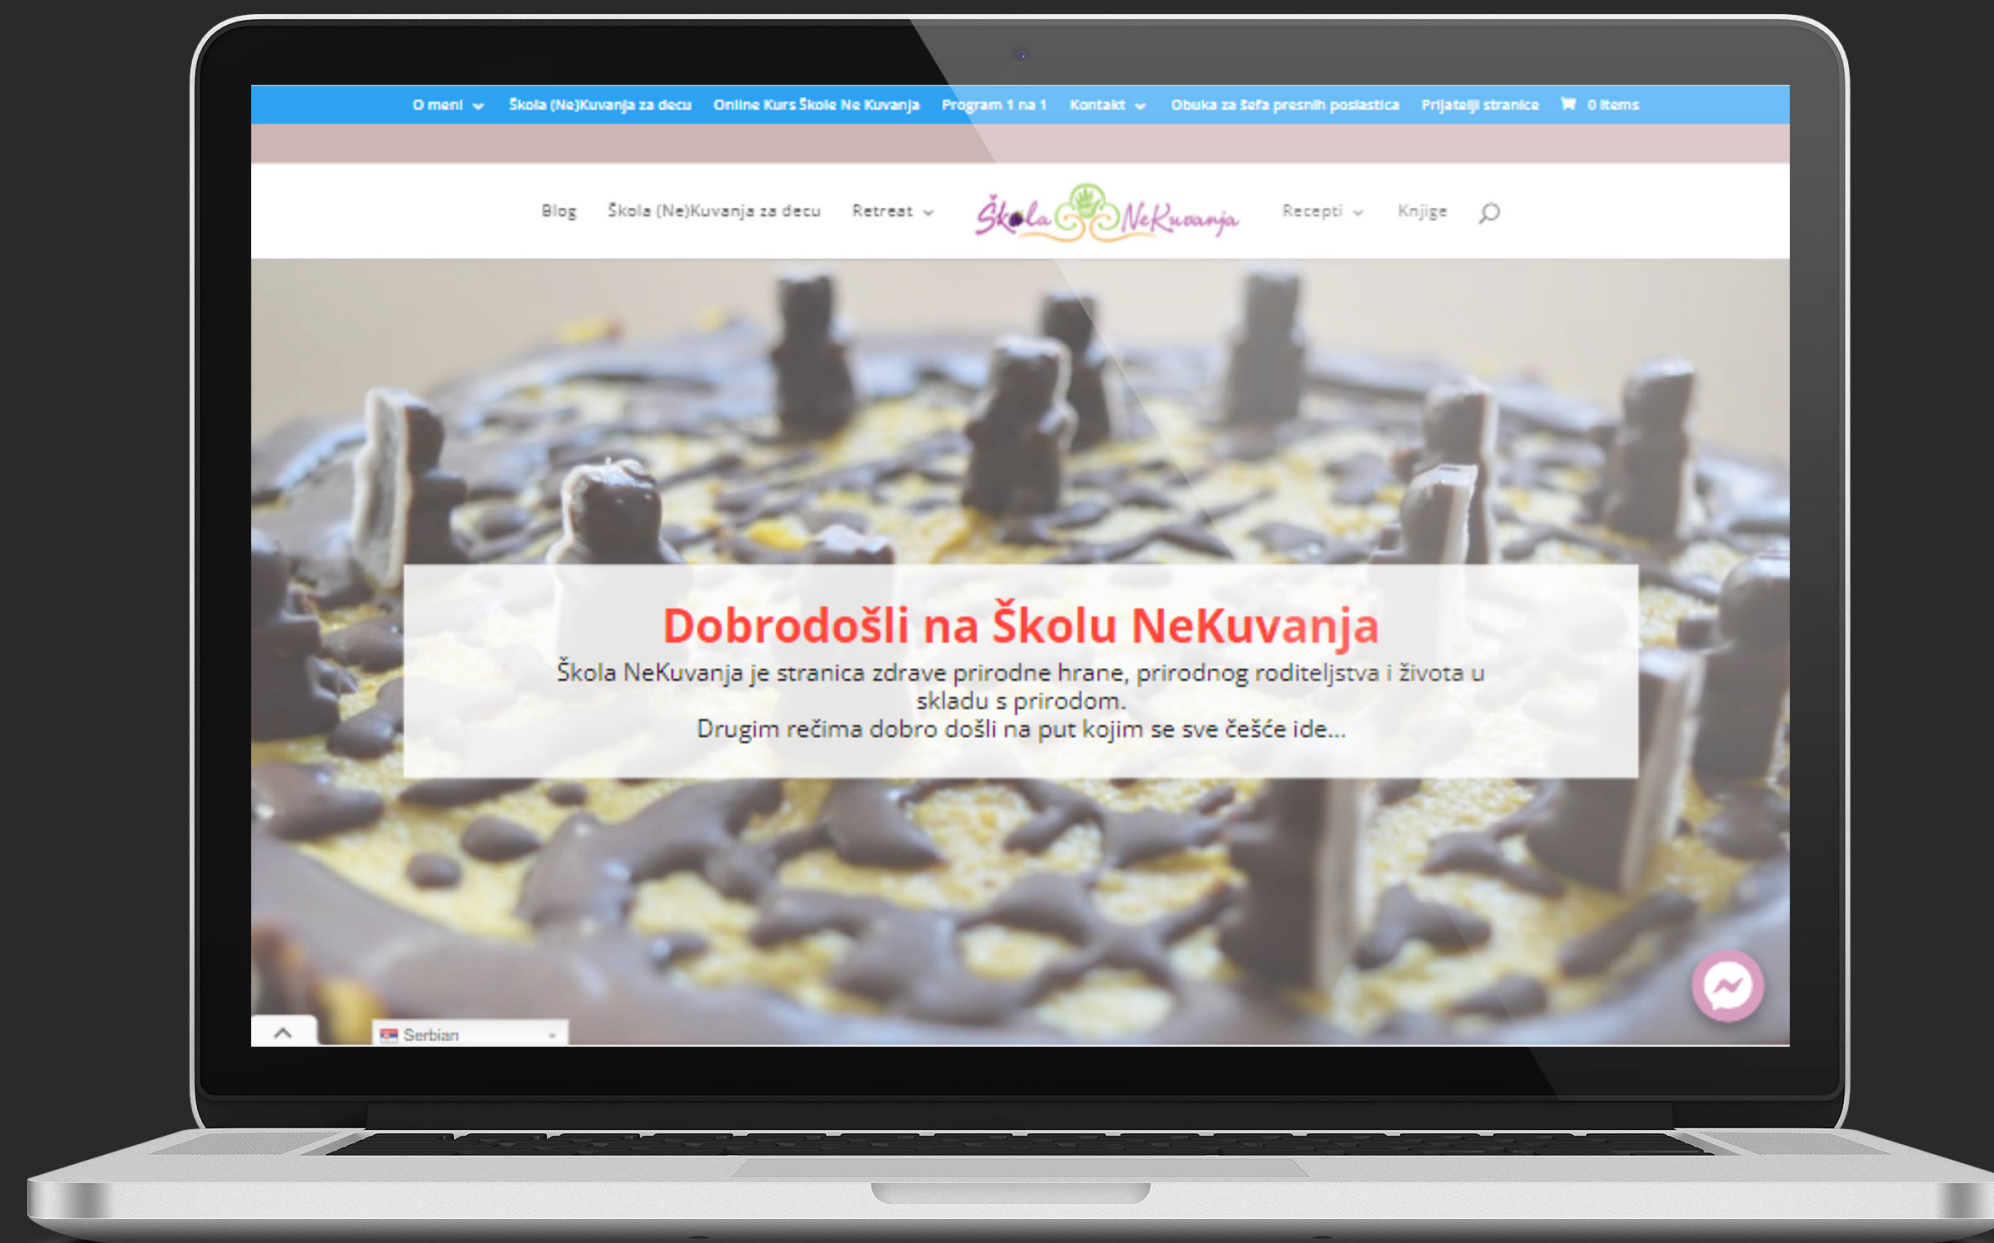 O meni
Škola (Ne)Kuvanja za decu
Online Kurs Škole Ne Kuvanja
Program 1 na 1
Kontakt
Obuka za šefa presnih poslastica
Prijatelji stranice
0 Items
Blog
Škola (Ne)Kuvanja za decu
Retreat
Škola NeKuvanja
Recepti
Knjige
Dobrodošli na Školu NeKuvanja
Škola NeKuvanja je stranica zdrave prirodne hrane, prirodnog roditeljstva i života u
skladu s prirodom.
Drugim rečima dobro došli na put kojim se sve češće ide...
Serbian